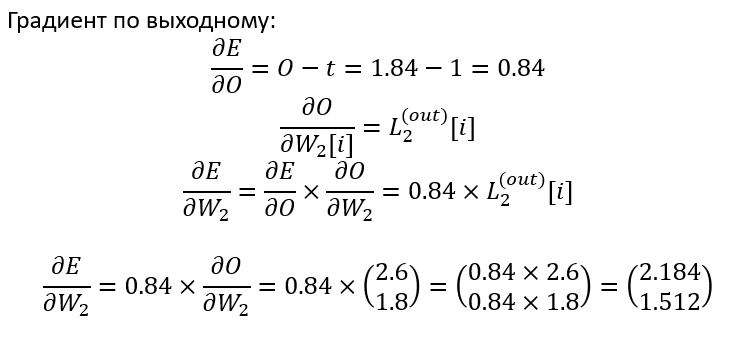 Градиент по выходному:
∂E/∂O = O − t = 1.84 − 1 = 0.84
∂O/∂W₂[i] = L₂^(out)[i]
∂E/∂W₂ = ∂E/∂O × ∂O/∂W₂ = 0.84 × L₂^(out)[i]
∂E/∂W₂ = 0.84 × ∂O/∂W₂ = 0.84 × (2.6 1.8) = (0.84 × 2.6 0.84 × 1.8) = (2.184 1.512)